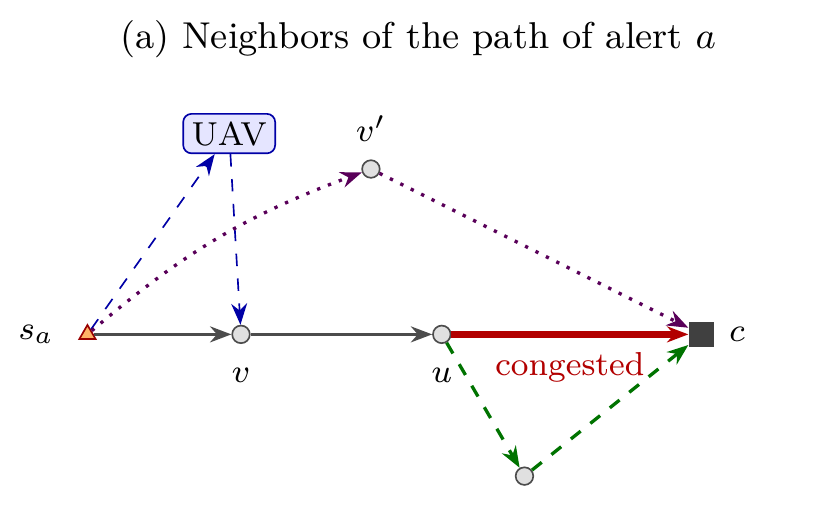 (a) Neighbors of the path of alert a
UAV
v′
s_a
c
congested
v
u